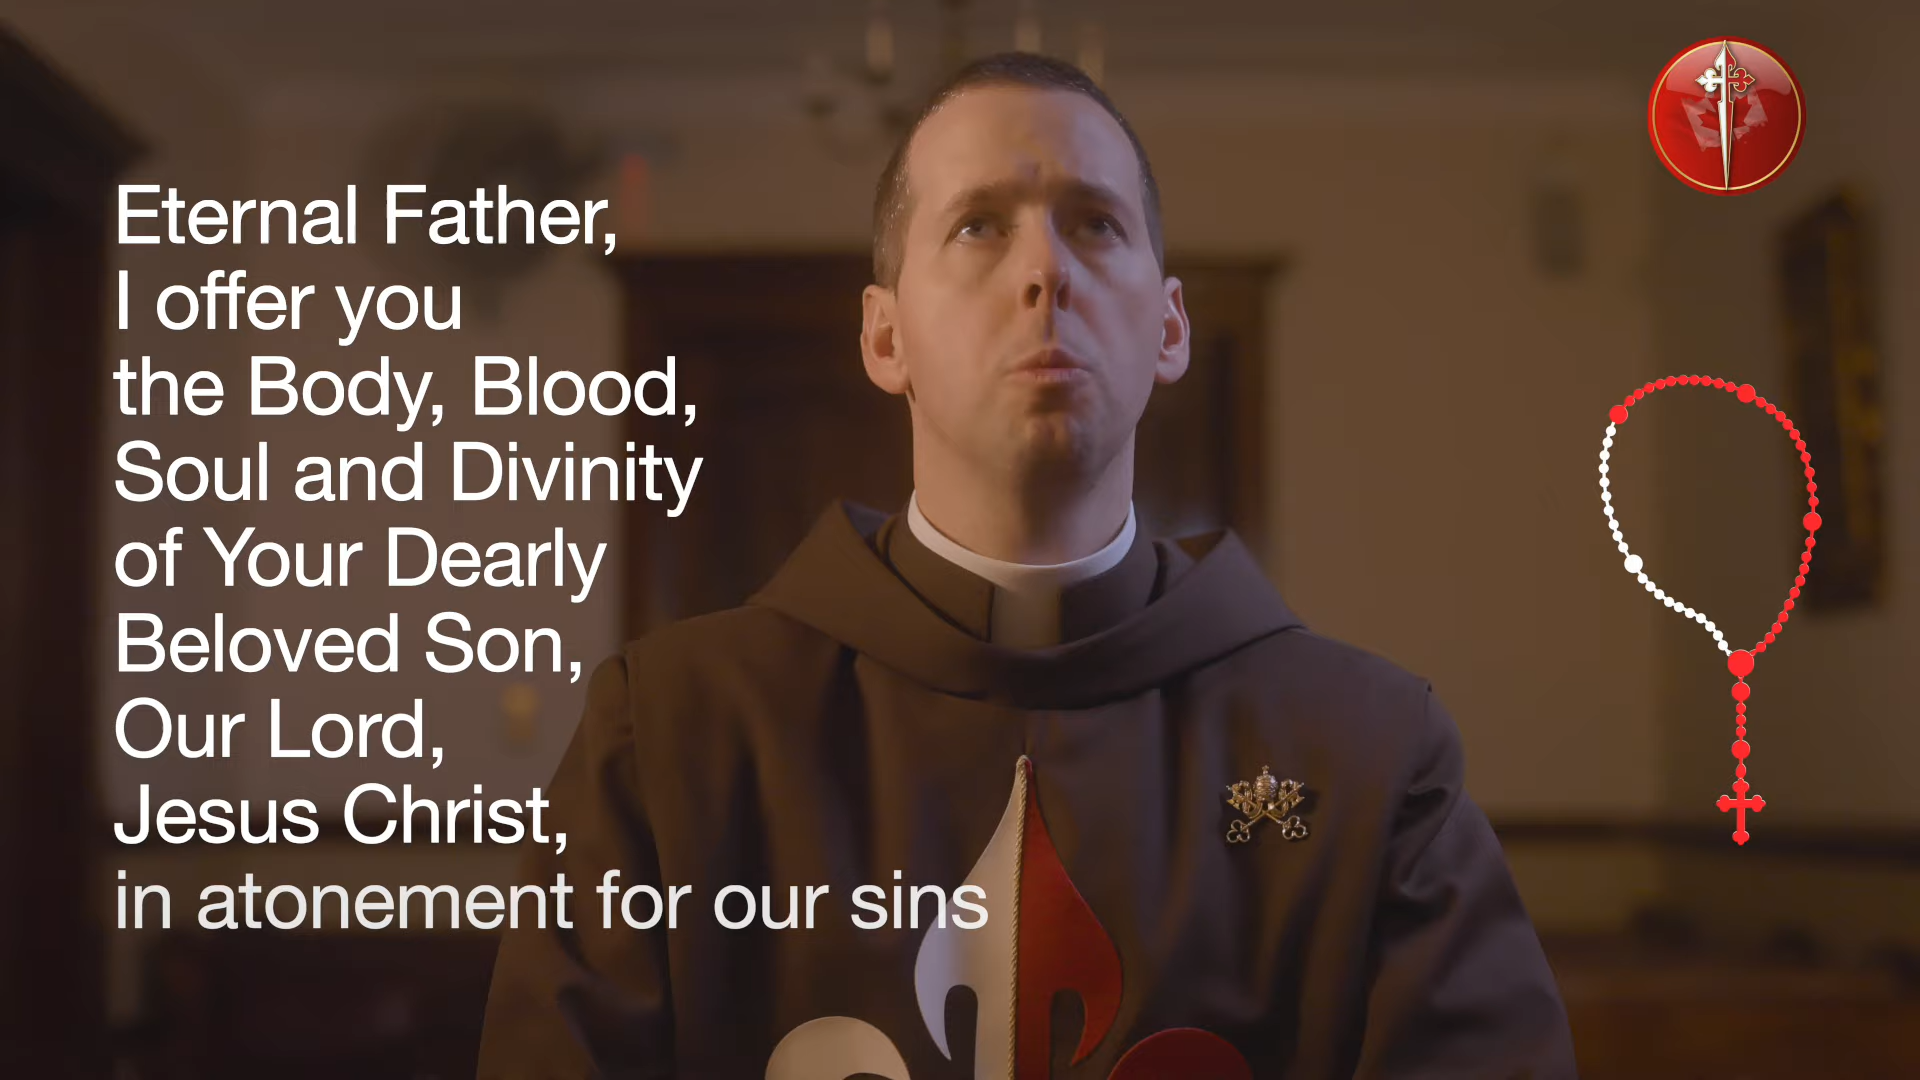 Eternal Father,
I offer you
the Body, Blood,
Soul and Divinity
of Your Dearly
Beloved Son,
Our Lord,
Jesus Christ,
in atonement for our sins